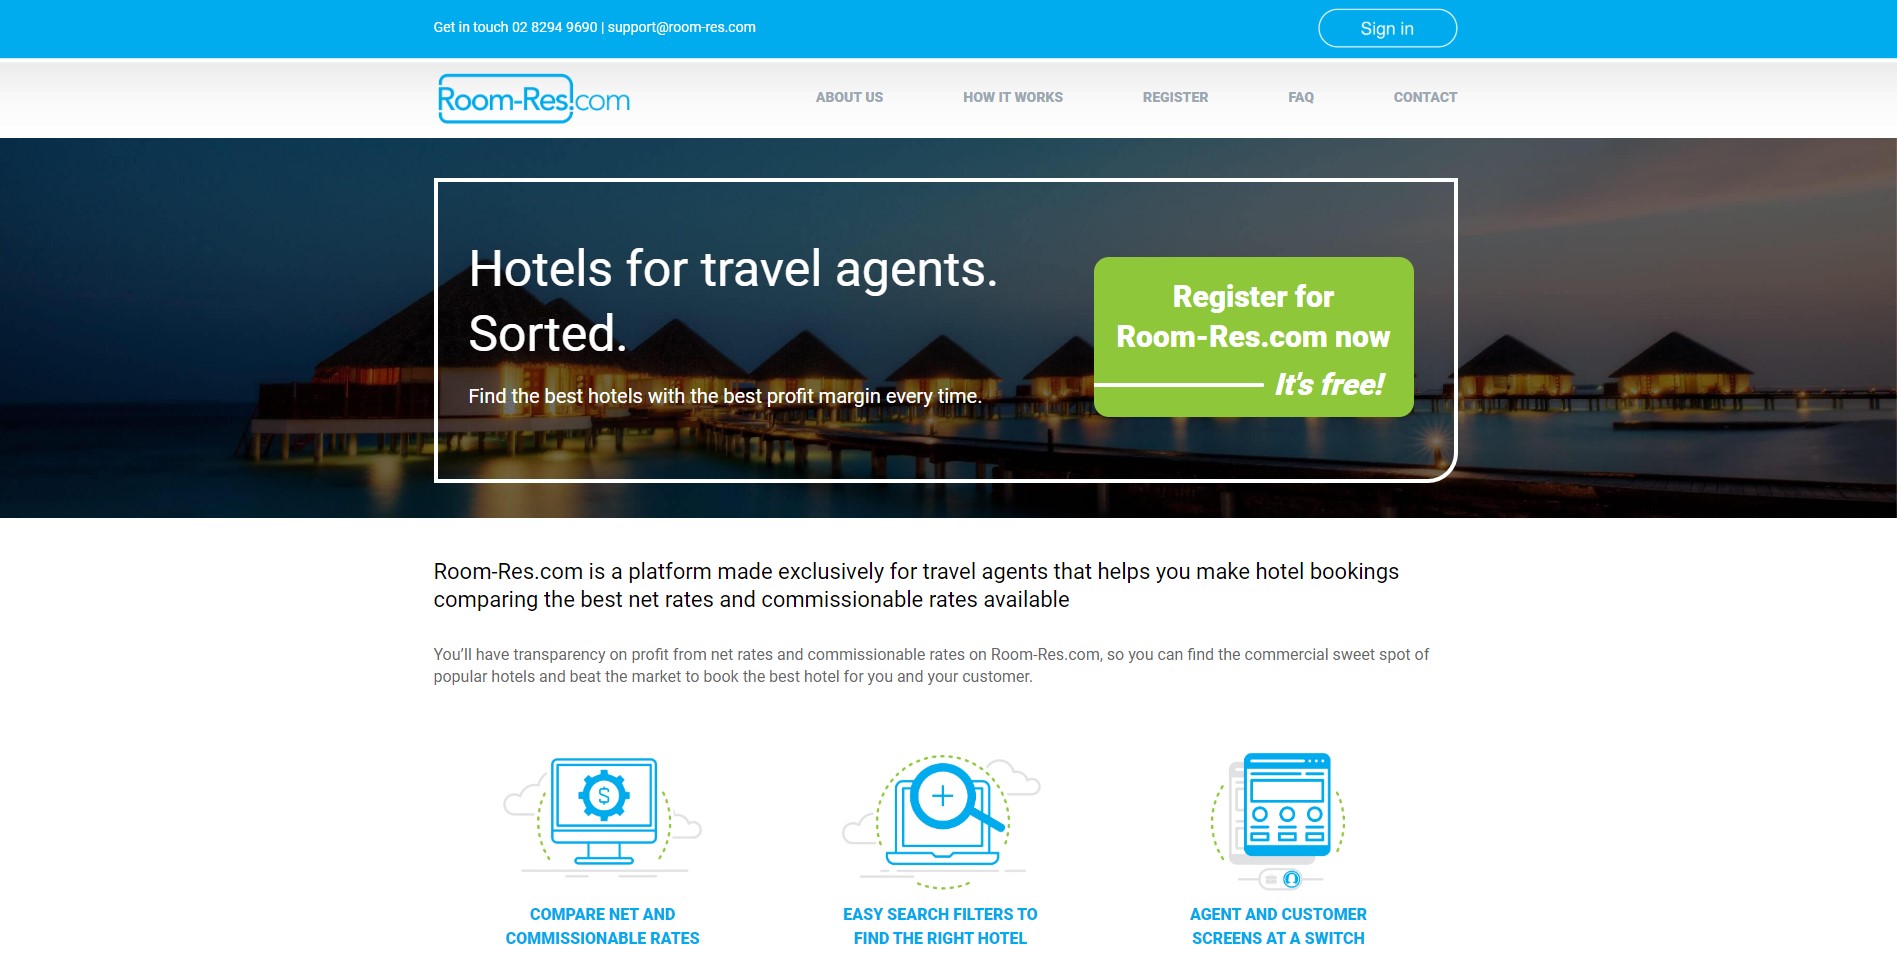 Get in touch 02 8294 9690 | support@room-res.com
Sign in
Room-Res.com
ABOUT US
HOW IT WORKS
REGISTER
FAQ
CONTACT
Hotels for travel agents.
Sorted.
Find the best hotels with the best profit margin every time.
Register for
Room-Res.com now
It's free!
Room-Res.com is a platform made exclusively for travel agents that helps you make hotel bookings
comparing the best net rates and commissionable rates available
You’ll have transparency on profit from net rates and commissionable rates on Room-Res.com, so you can find the commercial sweet spot of
popular hotels and beat the market to book the best hotel for you and your customer.
$
COMPARE NET AND
COMMISSIONABLE RATES
EASY SEARCH FILTERS TO
FIND THE RIGHT HOTEL
AGENT AND CUSTOMER
SCREENS AT A SWITCH